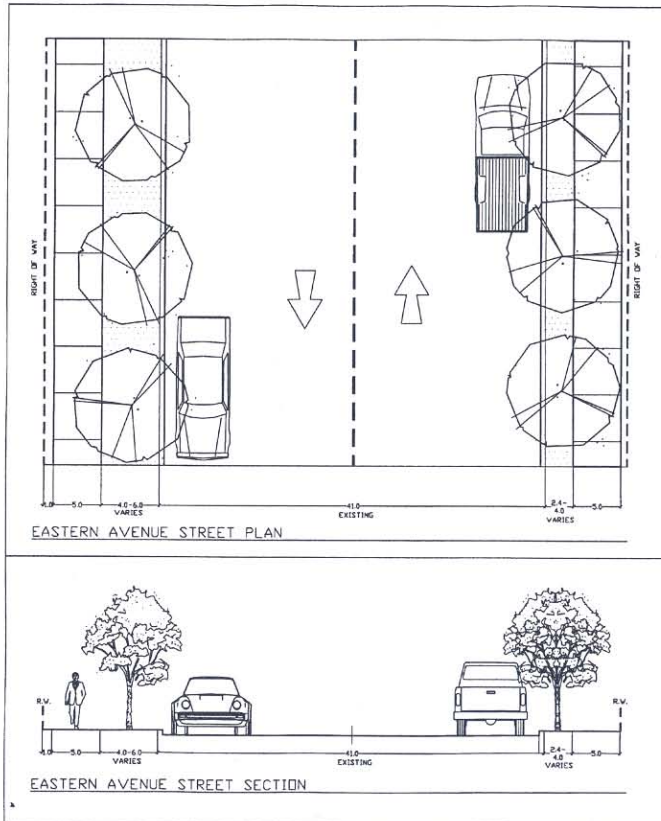 RIGHT OF WAY
RIGHT OF WAY
1.0 5.0 4.0-6.0 41.0 2.4- 5.0
VARIES EXISTING 4.0
VARIES
EASTERN AVENUE STREET PLAN
R.W. R.W.
1.0 5.0 4.0-6.0 41.0 2.4- 5.0
VARIES EXISTING 4.0
VARIES
EASTERN AVENUE STREET SECTION